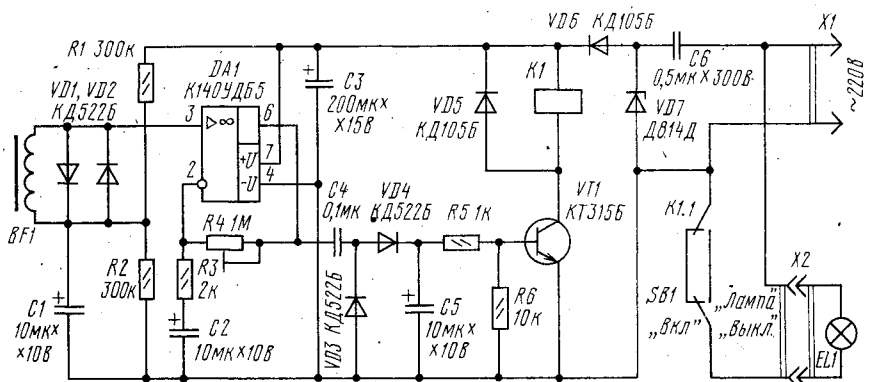 VD6 КД105Б
X1
R1 300к
DA1
К140УДБ5
K1
C6
0,5мк×300В
~220В
VD1, VD2
КД522Б
C3
200мк×
×15В
VD5
КД105Б
VD7
Д814Д
3
▷∞
6
+U
7
-U
4
2
C4
0,1мк
VD4
КД522Б
R5 1к
VT1
КТ315Б
K1.1
BF1
R4 1М
X2
R2
300к
R3
2к
VD3 КД522Б
C1
10мк×
×10В
C2
10мк×10В
C5
10мк×
×10В
R6
10к
SB1
„Вкл”
„Лампа”
„Выкл.”
EL1